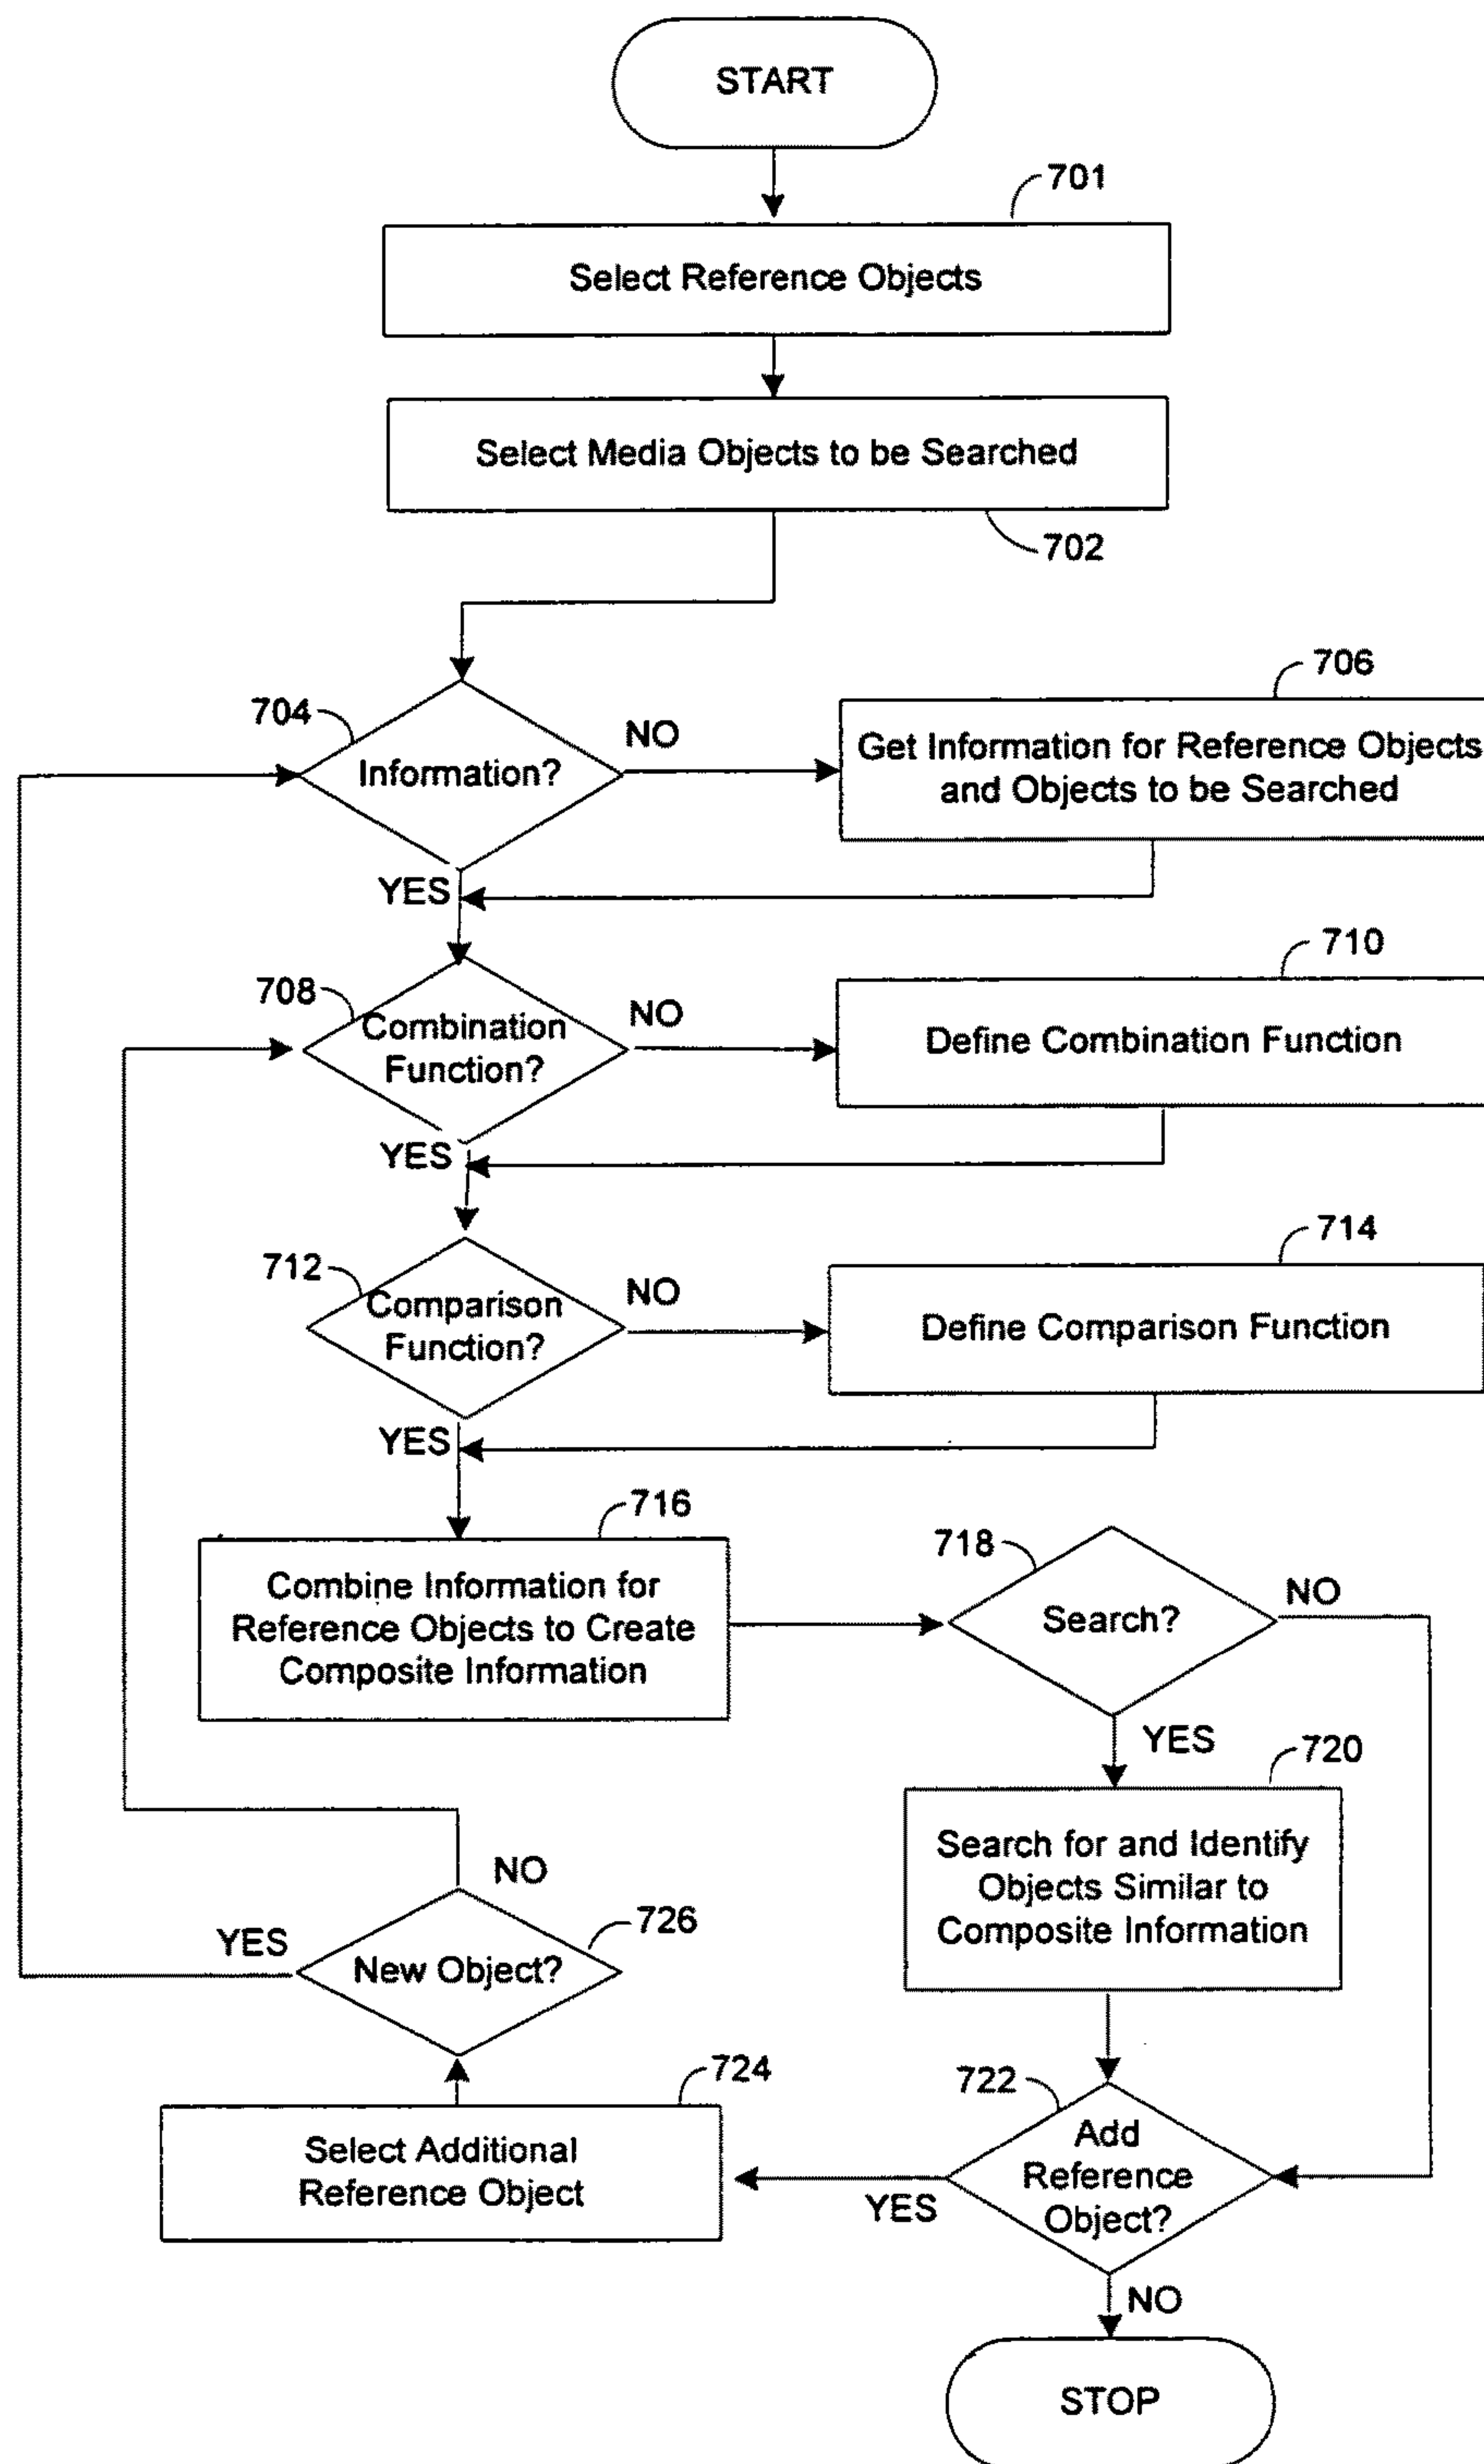 START
701
Select Reference Objects
Select Media Objects to be Searched
702
704
Information?
NO
706
Get Information for Reference Objects
and Objects to be Searched
YES
708
Combination
Function?
NO
710
Define Combination Function
YES
712
Comparison
Function?
NO
714
Define Comparison Function
YES
716
Combine Information for
Reference Objects to Create
Composite Information
718
Search?
NO
YES
720
Search for and Identify
Objects Similar to
Composite Information
722
Add
Reference
Object?
YES
724
Select Additional
Reference Object
726
New Object?
YES
NO
NO
STOP